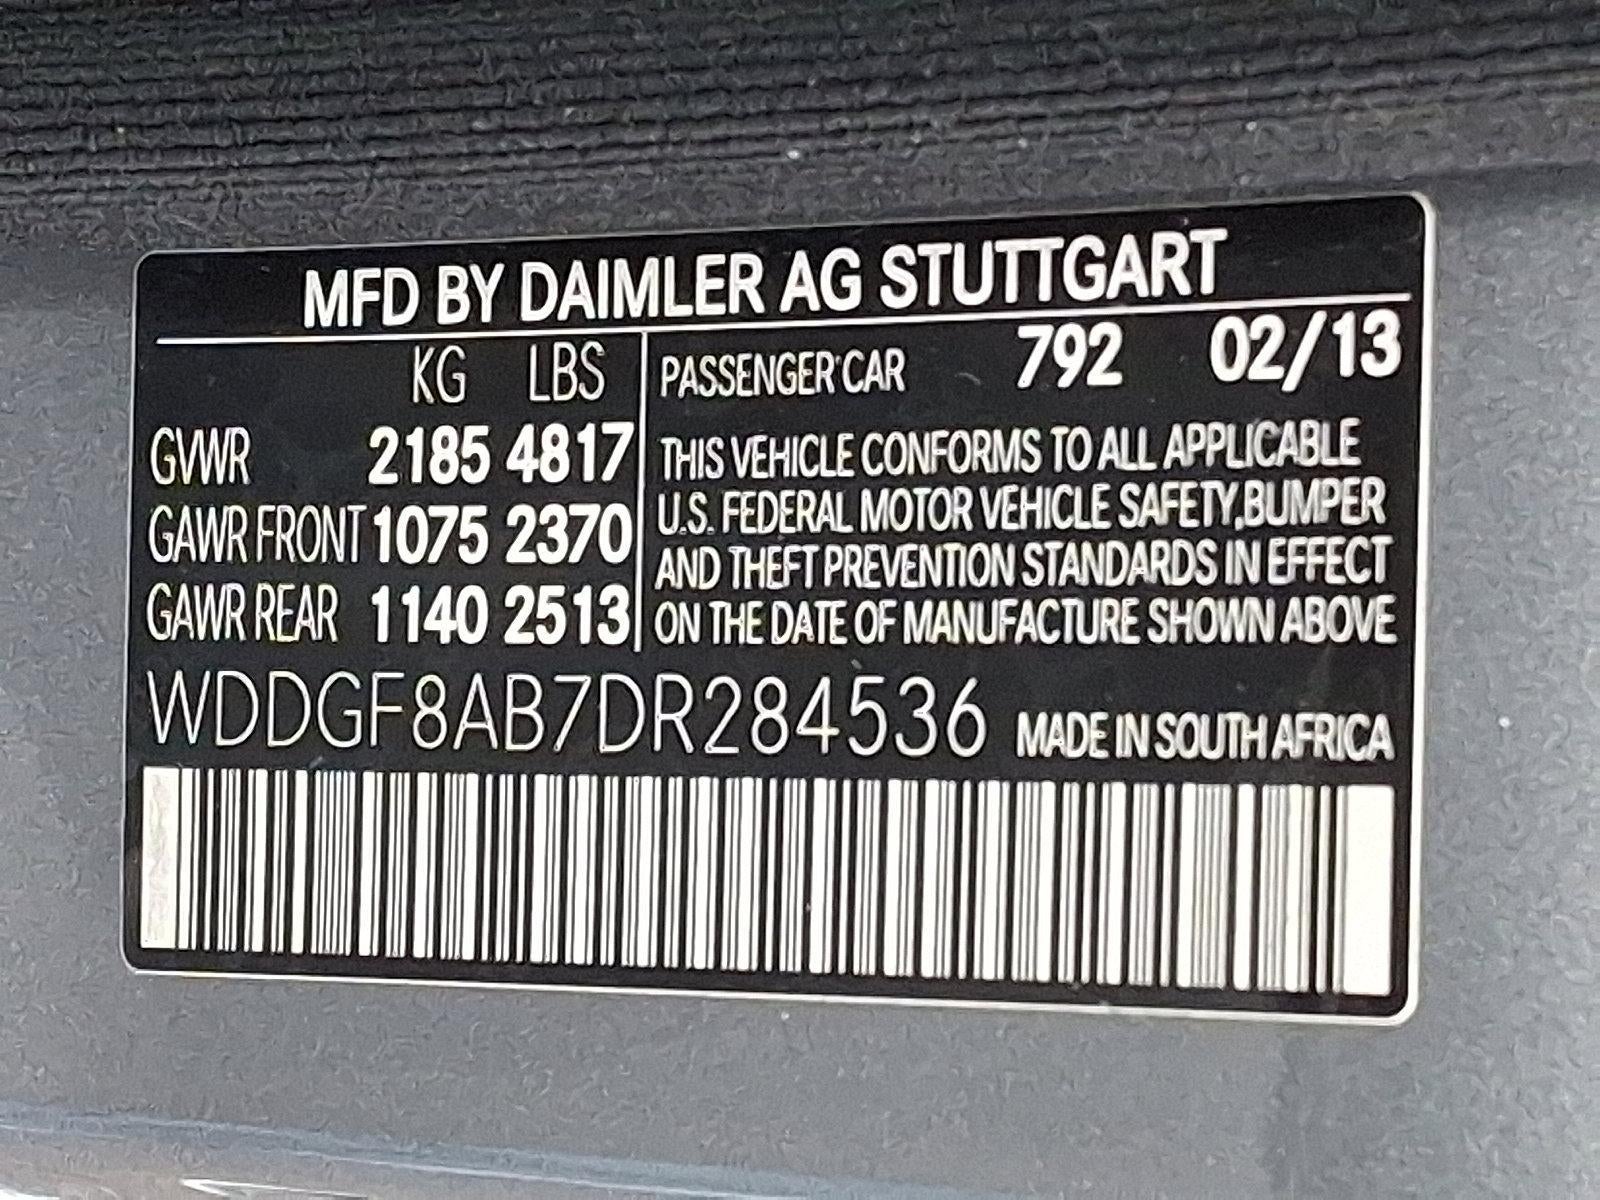 MFD BY DAIMLER AG STUTTGART
KG LBS
GVWR 2185 4817
GAWR FRONT 1075 2370
GAWR REAR 1140 2513
PASSENGER CAR 792 02/13
THIS VEHICLE CONFORMS TO ALL APPLICABLE
U.S. FEDERAL MOTOR VEHICLE SAFETY,BUMPER
AND THEFT PREVENTION STANDARDS IN EFFECT
ON THE DATE OF MANUFACTURE SHOWN ABOVE
WDDGF8AB7DR284536 MADE IN SOUTH AFRICA